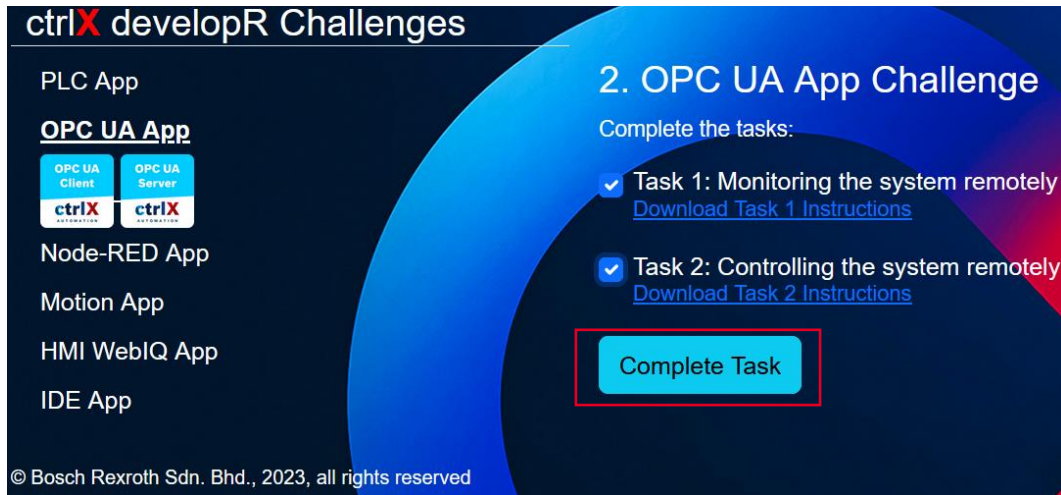 ctrlX developR Challenges
PLC App
OPC UA App
OPC UA
Client
ctrlX
AUTOMATION
OPC UA
Server
ctrlX
AUTOMATION
Node-RED App
Motion App
HMI WebIQ App
IDE App
© Bosch Rexroth Sdn. Bhd., 2023, all rights reserved
2. OPC UA App Challenge
Complete the tasks:
Task 1: Monitoring the system remotely
Download Task 1 Instructions
Task 2: Controlling the system remotely
Download Task 2 Instructions
Complete Task